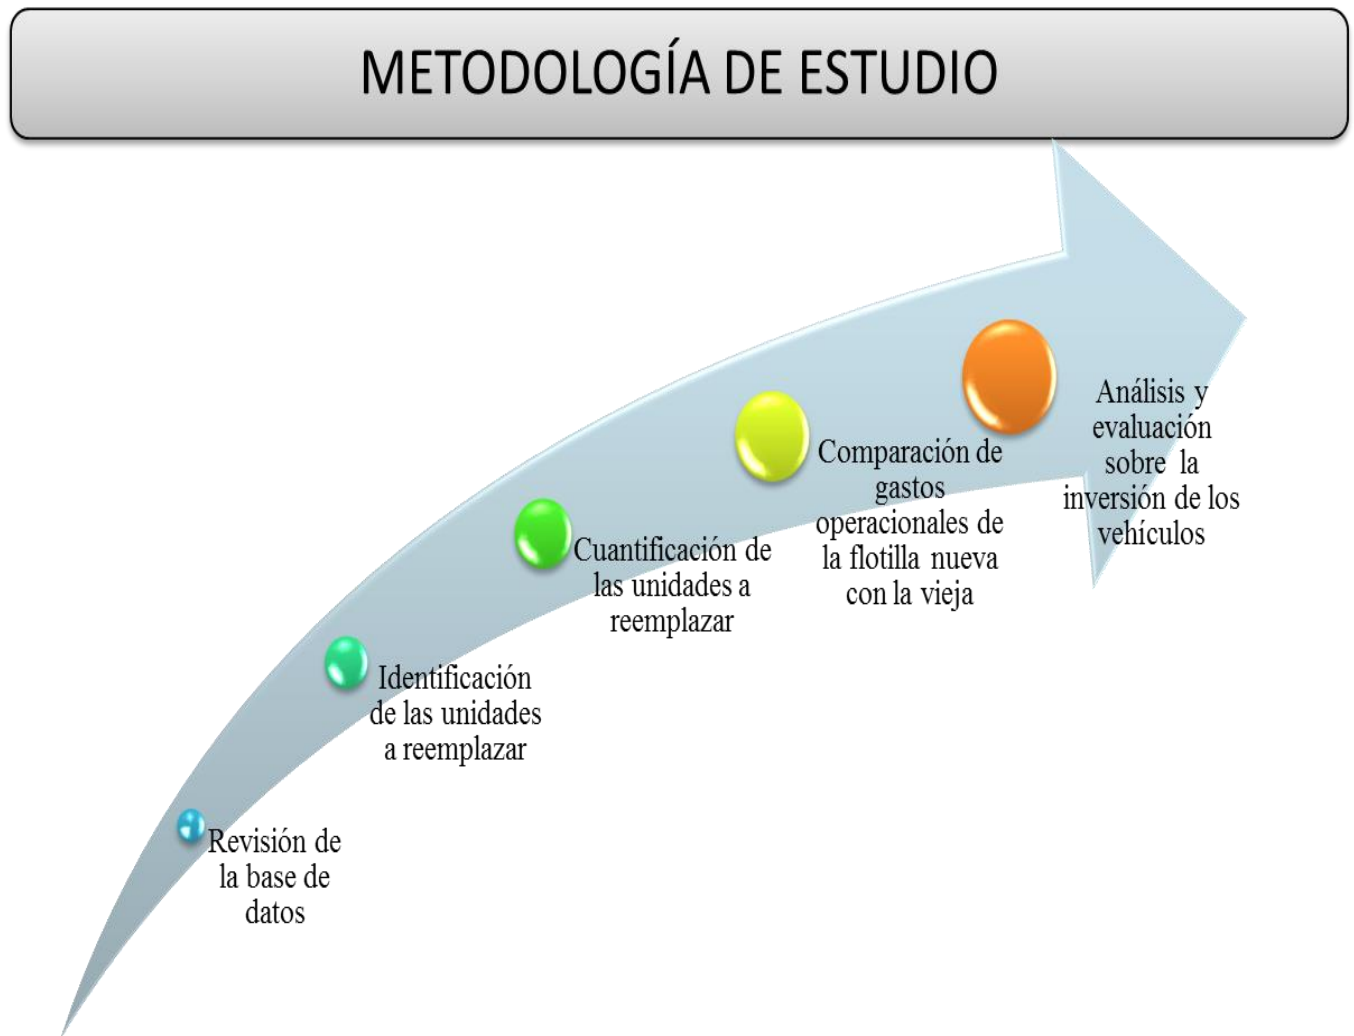 METODOLOGÍA DE ESTUDIO
Revisión de
la base de
datos
Identificación
de las unidades
a reemplazar
Cuantificación de
las unidades a
reemplazar
Comparación de
gastos
operacionales de
la flotilla nueva
con la vieja
Análisis y
evaluación
sobre la
inversión de los
vehículos